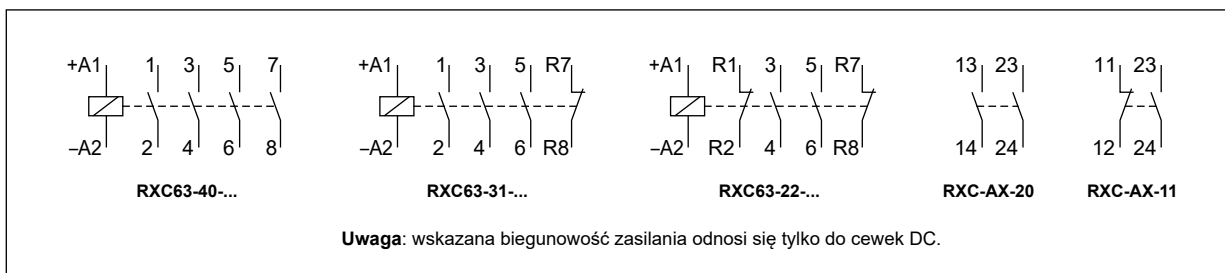 +A1 1 3 5 7 +A1 1 3 5 R7 +A1 R1 3 5 R7 13 23 11 23
–A2 2 4 6 8 –A2 2 4 6 R8 –A2 R2 4 6 R8 14 24 12 24
RXC63-40-... RXC63-31-... RXC63-22-... RXC-AX-20 RXC-AX-11
Uwaga: wskazana biegunowość zasilania odnosi się tylko do cewek DC.